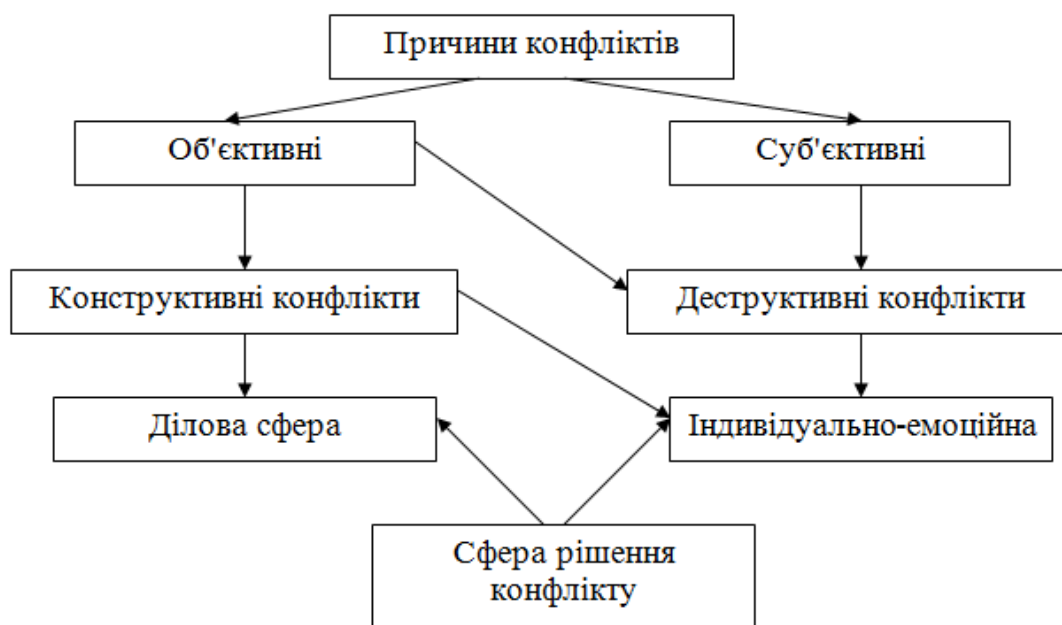 Причини конфліктів
Об'єктивні
Суб'єктивні
Конструктивні конфлікти
Деструктивні конфлікти
Ділова сфера
Індивідуально-емоційна
Сфера рішення
конфлікту